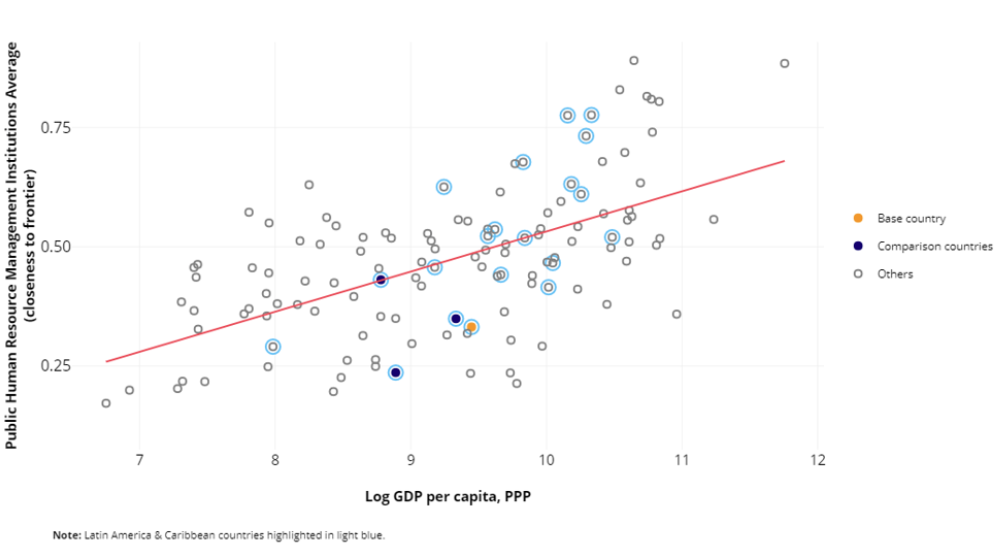 Public Human Resource Management Institutions Average
(closeness to frontier)
0.75
0.50
0.25
7
8
9
10
11
12
Log GDP per capita, PPP
Base country
Comparison countries
Others
Note: Latin America & Caribbean countries highlighted in light blue.